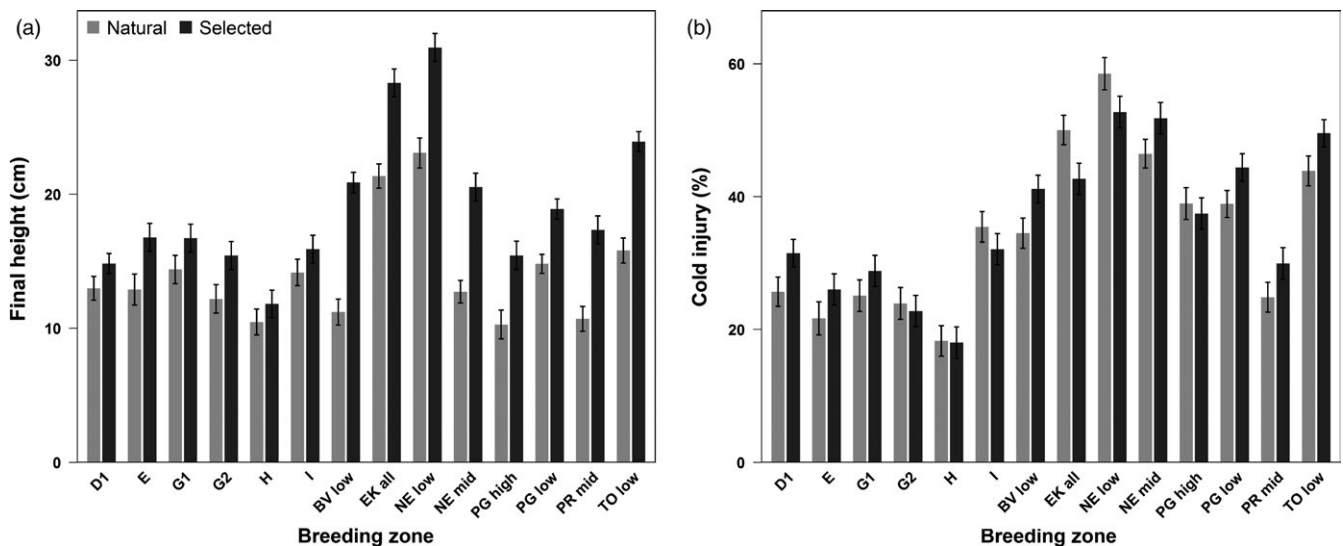 (a)
Natural
Selected
Final height (cm)
30
20
10
0
D1
E
G1
G2
H
I
BV low
EK all
NE low
NE mid
PG high
PG low
PR mid
TO low
Breeding zone
(b)
Cold injury (%)
60
40
20
0
D1
E
G1
G2
H
I
BV low
EK all
NE low
NE mid
PG high
PG low
PR mid
TO low
Breeding zone